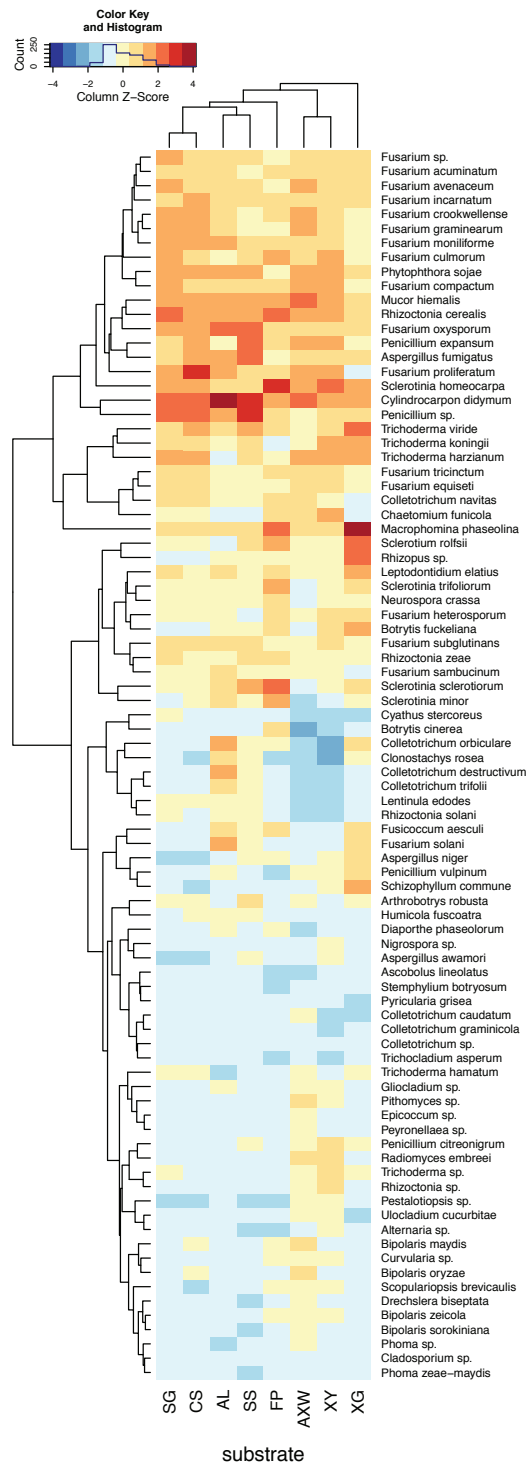 Color Key
and Histogram
Count
0
250
−4
−2
0
2
4
Column Z−Score
Fusarium sp.
Fusarium acuminatum
Fusarium avenaceum
Fusarium incarnatum
Fusarium crookwellense
Fusarium graminearum
Fusarium moniliforme
Fusarium culmorum
Phytophthora sojae
Fusarium compactum
Mucor hiemalis
Rhizoctonia cerealis
Fusarium oxysporum
Penicillium expansum
Aspergillus fumigatus
Fusarium proliferatum
Sclerotinia homeocarpa
Cylindrocarpon didymum
Penicillium sp.
Trichoderma viride
Trichoderma koningii
Trichoderma harzianum
Fusarium tricinctum
Fusarium equiseti
Colletotrichum navitas
Chaetomium funicola
Macrophomina phaseolina
Sclerotium rolfsii
Rhizopus sp.
Leptodontidium elatius
Sclerotinia trifoliorum
Neurospora crassa
Fusarium heterosporum
Botrytis fuckeliana
Fusarium subglutinans
Rhizoctonia zeae
Fusarium sambucinum
Sclerotinia sclerotiorum
Sclerotinia minor
Cyathus stercoreus
Botrytis cinerea
Colletotrichum orbiculare
Clonostachys rosea
Colletotrichum destructivum
Colletotrichum trifolii
Lentinula edodes
Rhizoctonia solani
Fusicoccum aesculi
Fusarium solani
Aspergillus niger
Penicillium vulpinum
Schizophyllum commune
Arthrobotrys robusta
Humicola fuscoatra
Diaporthe phaseolorum
Nigrospora sp.
Aspergillus awamori
Ascobolus lineolatus
Stemphylium botryosum
Pyricularia grisea
Colletotrichum caudatum
Colletotrichum graminicola
Colletotrichum sp.
Trichocladium asperum
Trichoderma hamatum
Gliocladium sp.
Pithomyces sp.
Epicoccum sp.
Peyronellaea sp.
Penicillium citreonigrum
Radiomyces embreei
Trichoderma sp.
Rhizoctonia sp.
Pestalotiopsis sp.
Ulocladium cucurbitae
Alternaria sp.
Bipolaris maydis
Curvularia sp.
Bipolaris oryzae
Scopulariopsis brevicaulis
Drechslera biseptata
Bipolaris zeicola
Bipolaris sorokiniana
Phoma sp.
Cladosporium sp.
Phoma zeae−maydis
SG
CS
AL
SS
FP
AXW
XY
XG
substrate